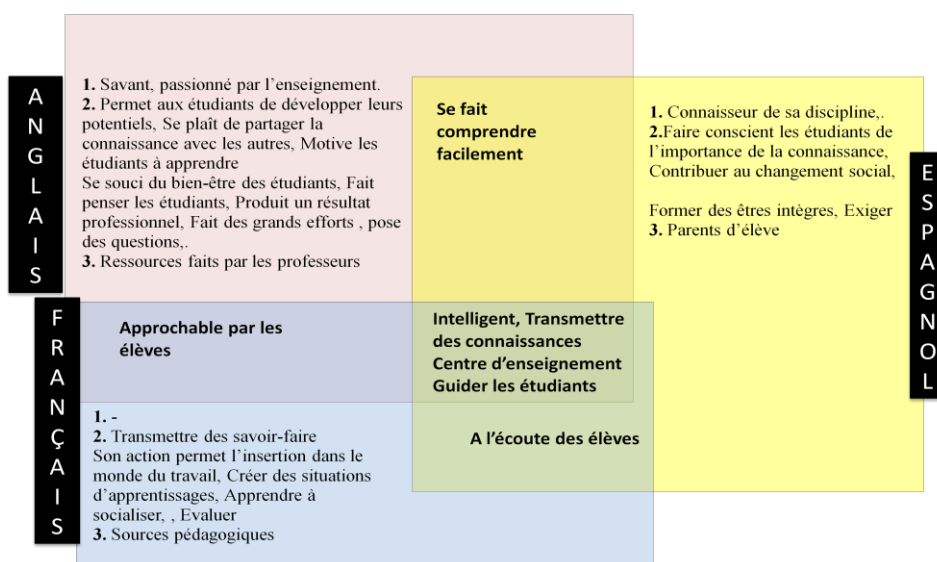 ANGLAIS
1. Savant, passionné par l’enseignement.
2. Permet aux étudiants de développer leurs
potentiels, Se plaît de partager la
connaissance avec les autres, Motive les
étudiants à apprendre
Se souci du bien-être des étudiants, Fait
penser les étudiants, Produit un résultat
professionnel, Fait des grands efforts , pose
des questions,.
3. Ressources faits par les professeurs
Se fait
comprendre
facilement
1. Connaisseur de sa discipline,.
2.Faire conscient les étudiants de
l’importance de la connaissance,
Contribuer au changement social,
Former des êtres intègres, Exiger
3. Parents d’élève
ESPAGNOL
FRANÇAIS
Approchable par les
élèves
Intelligent, Transmettre
des connaissances
Centre d’enseignement
Guider les étudiants
1. -
2. Transmettre des savoir-faire
Son action permet l’insertion dans le
monde du travail, Créer des situations
d’apprentissages, Apprendre à
socialiser, , Evaluer
3. Sources pédagogiques
A l’écoute des élèves